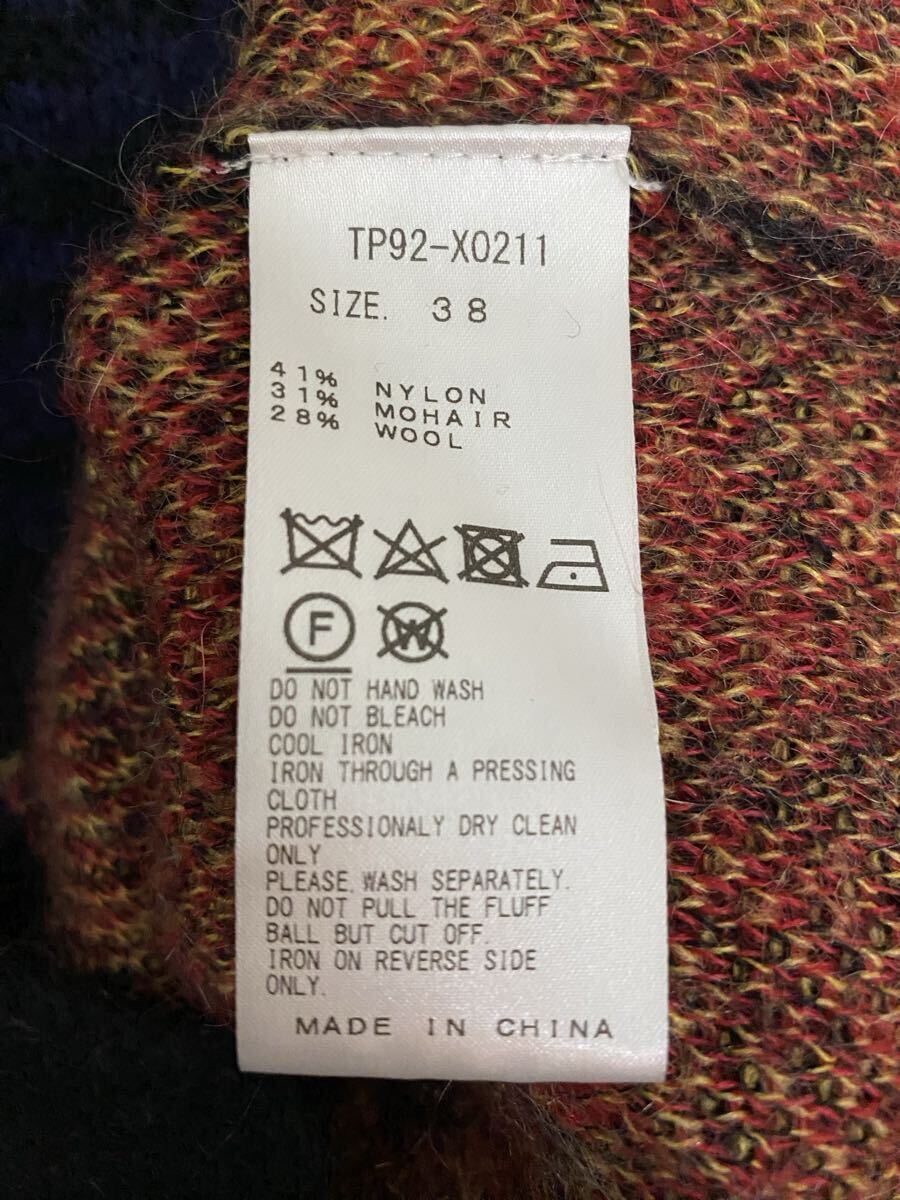 TP92-X0211
SIZE. 38
41% NYLON
31% MOHAIR
28% WOOL
F W
DO NOT HAND WASH
DO NOT BLEACH
COOL IRON
IRON THROUGH A PRESSING
CLOTH
PROFESSIONALY DRY CLEAN
ONLY
PLEASE. WASH SEPARATELY.
DO NOT PULL THE FLUFF
BALL BUT CUT OFF.
IRON ON REVERSE SIDE
ONLY.
MADE IN CHINA